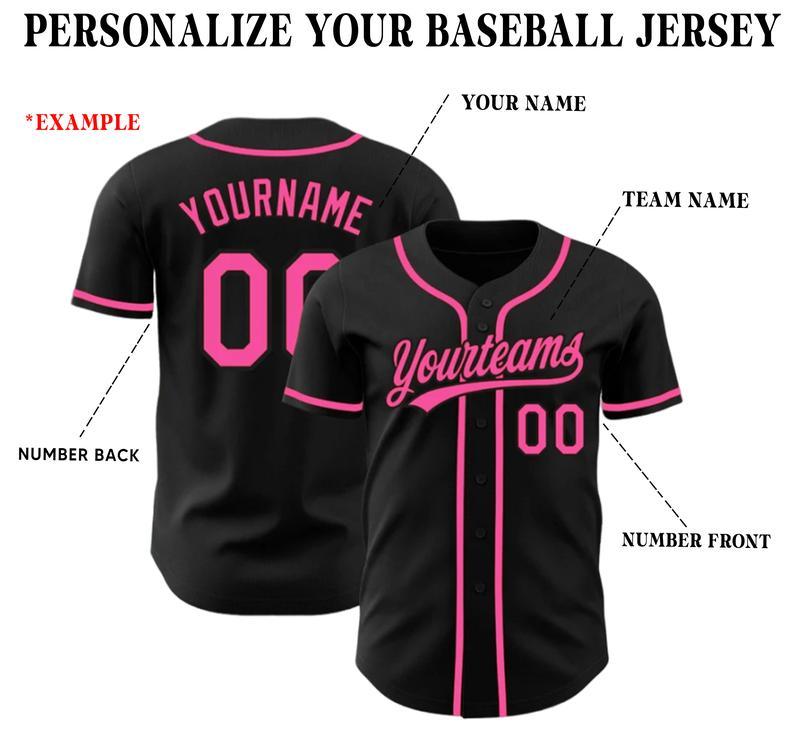 PERSONALIZE YOUR BASEBALL JERSEY
*EXAMPLE
YOUR NAME
TEAM NAME
YOURNAME
00
Yourteams
00
NUMBER BACK
NUMBER FRONT